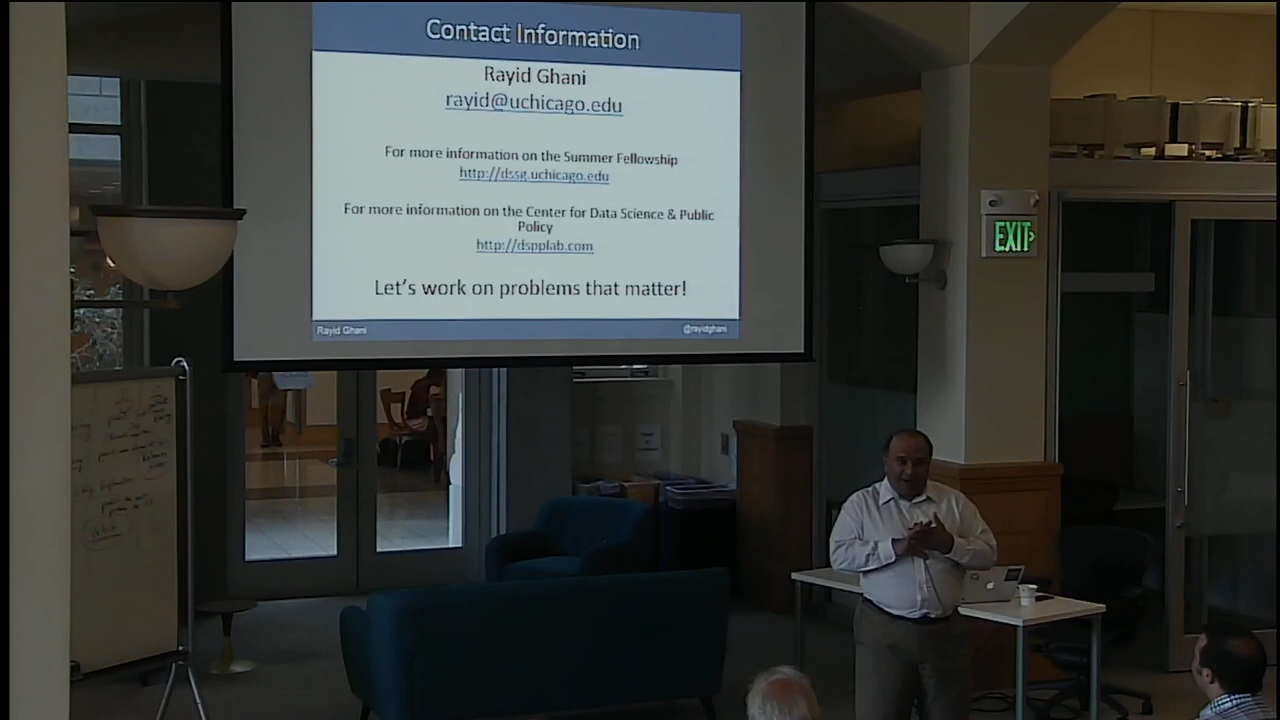 Contact Information
Rayid Ghani
rayid@uchicago.edu
For more information on the Summer Fellowship
http://dssg.uchicago.edu
For more information on the Center for Data Science & Public
Policy
http://dspplab.com
Let's work on problems that matter!
Rayid Ghani
@rayidghani
EXIT